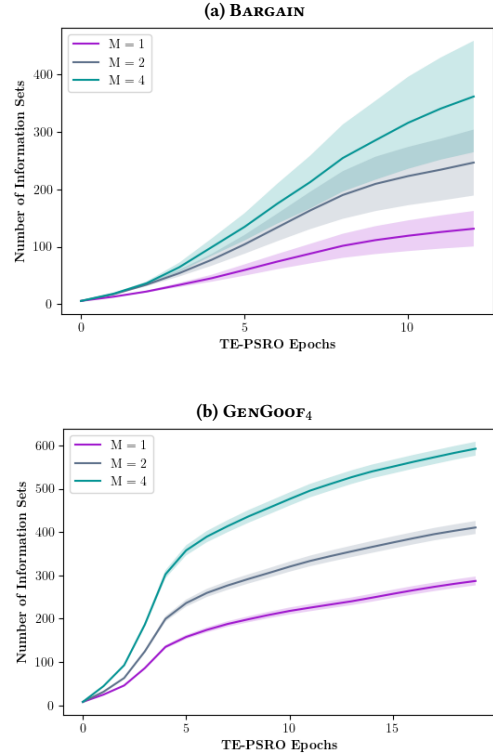 (a) BARGAIN
M = 1
M = 2
M = 4
400
300
200
100
0
Number of Information Sets
0 5 10
TE-PSRO Epochs
(b) GENGOOF₄
M = 1
M = 2
M = 4
600
500
400
300
200
100
0
Number of Information Sets
0 5 10 15
TE-PSRO Epochs